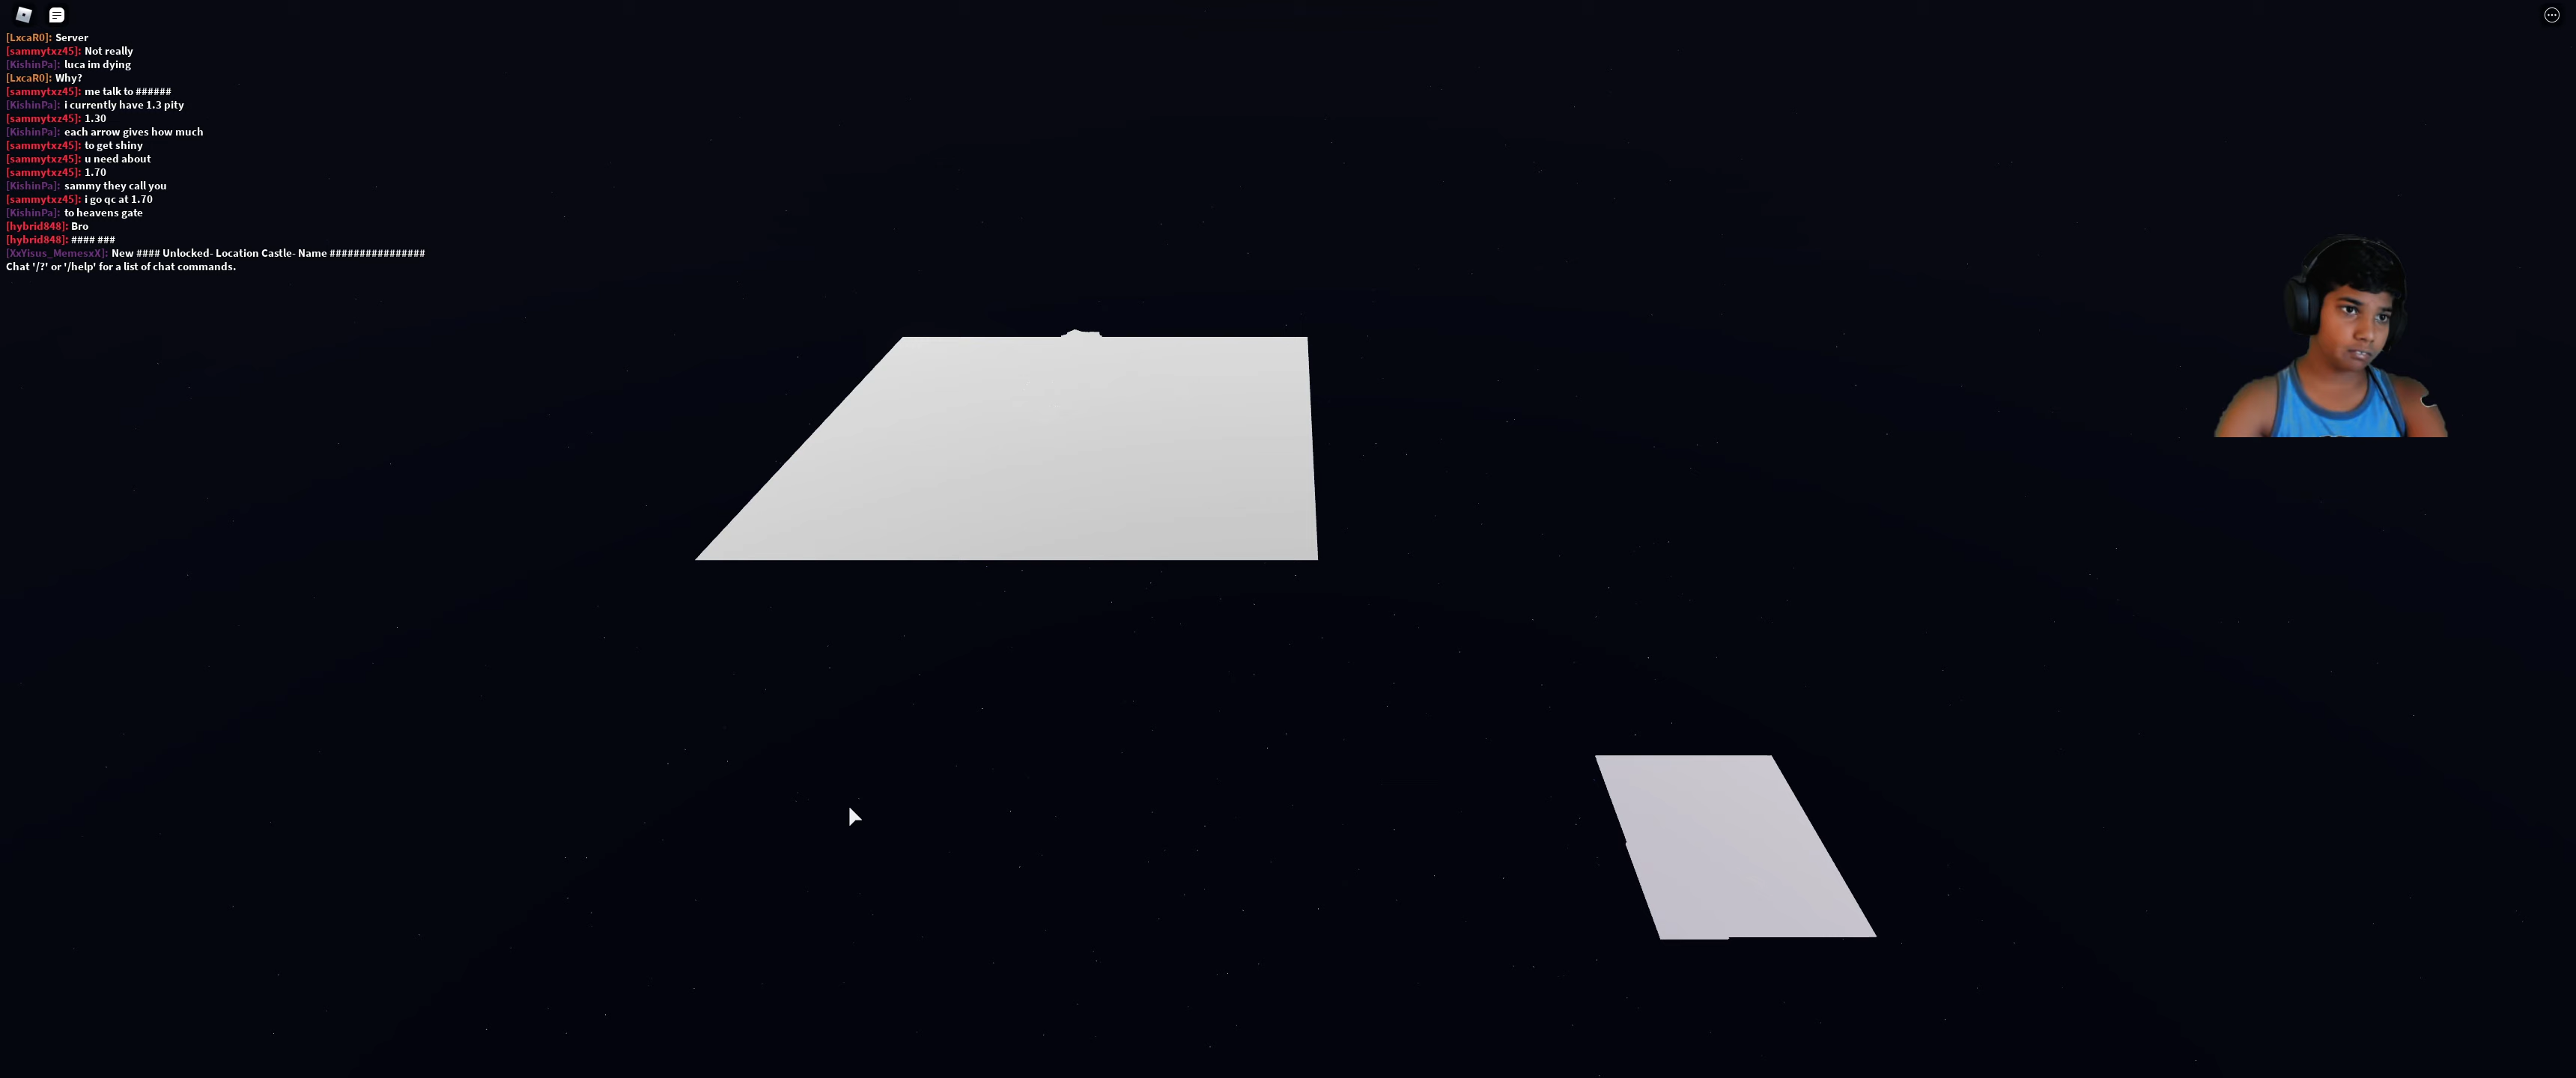 [LxcaR0]: Server
[sammytxz45]: Not really
[KishinPa]: luca im dying
[LxcaR0]: Why?
[sammytxz45]: me talk to ######
[KishinPa]: i currently have 1.3 pity
[sammytxz45]: 1.30
[KishinPa]: each arrow gives how much
[sammytxz45]: to get shiny
[sammytxz45]: u need about
[sammytxz45]: 1.70
[KishinPa]: sammy they call you
[sammytxz45]: i go qc at 1.70
[KishinPa]: to heavens gate
[hybrid848]: Bro
[hybrid848]: #### ###
[XxYisus_MemesxX]: New #### Unlocked- Location Castle- Name ################
Chat '/?' or '/help' for a list of chat commands.